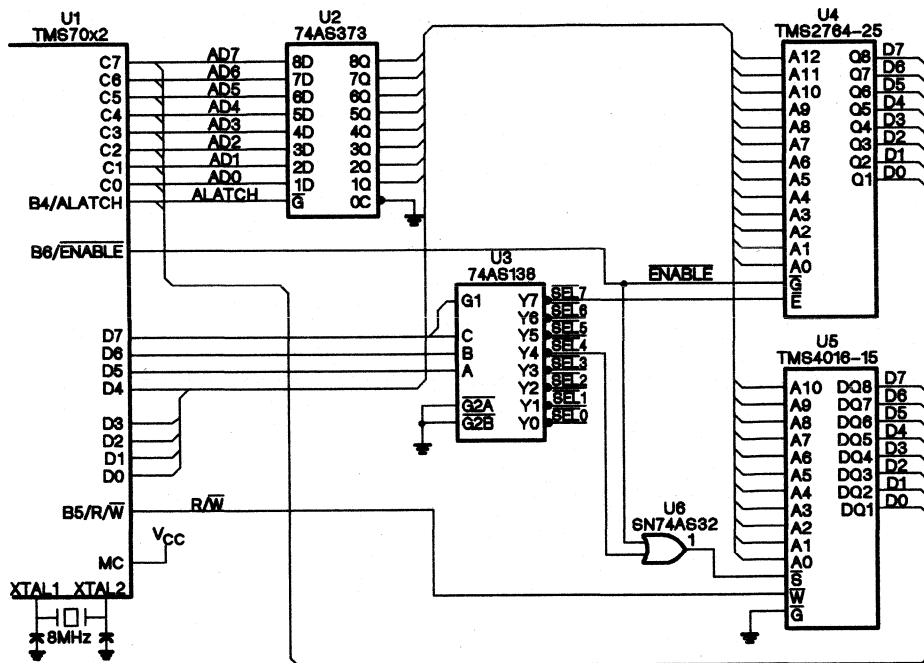 U1
TMS70x2
C7
C6
C5
C4
C3
C2
C1
C0
B4/ALATCH
B6/ENABLE
D7
D6
D5
D4
D3
D2
D1
D0
B5/R/W
MC
XTAL1 XTAL2
8MHz
VCC
R/W
AD7
AD6
AD5
AD4
AD3
AD2
AD1
AD0
ALATCH
U2
74AS373
8D 8Q
7D 7Q
6D 6Q
5D 5Q
4D 4Q
3D 3Q
2D 2Q
1D 1Q
G OC
U3
74AS138
G1 Y7 SEL7
Y6 SEL6
C Y5 SEL5
B Y4 SEL4
A Y3 SEL3
Y2 SEL2
G2A Y1 SEL1
G2B Y0 SEL0
ENABLE
U6
SN74AS32
1
U4
TMS2764-25
A12 Q8 D7
A11 Q7 D6
A10 Q6 D5
A9 Q5 D4
A8 Q4 D3
A7 Q3 D2
A6 Q2 D1
A5 Q1 D0
A4
A3
A2
A1
A0
G
E
U5
TMS4016-15
A10 DQ8 D7
A9 DQ7 D6
A8 DQ6 D5
A7 DQ5 D4
A6 DQ4 D3
A5 DQ3 D2
A4 DQ2 D1
A3 DQ1 D0
A2
A1
A0
S
W
G